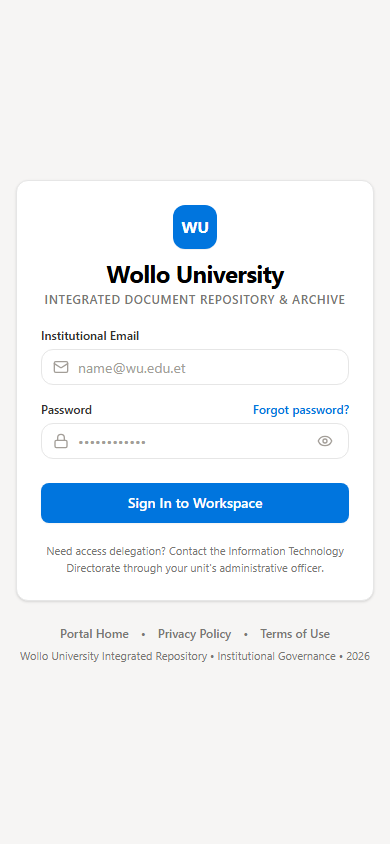 WU
Wollo University
INTEGRATED DOCUMENT REPOSITORY & ARCHIVE
Institutional Email
name@wu.edu.et
Password Forgot password?
••••••••••••
Sign In to Workspace
Need access delegation? Contact the Information Technology
Directorate through your unit's administrative officer.
Portal Home • Privacy Policy • Terms of Use
Wollo University Integrated Repository • Institutional Governance • 2026